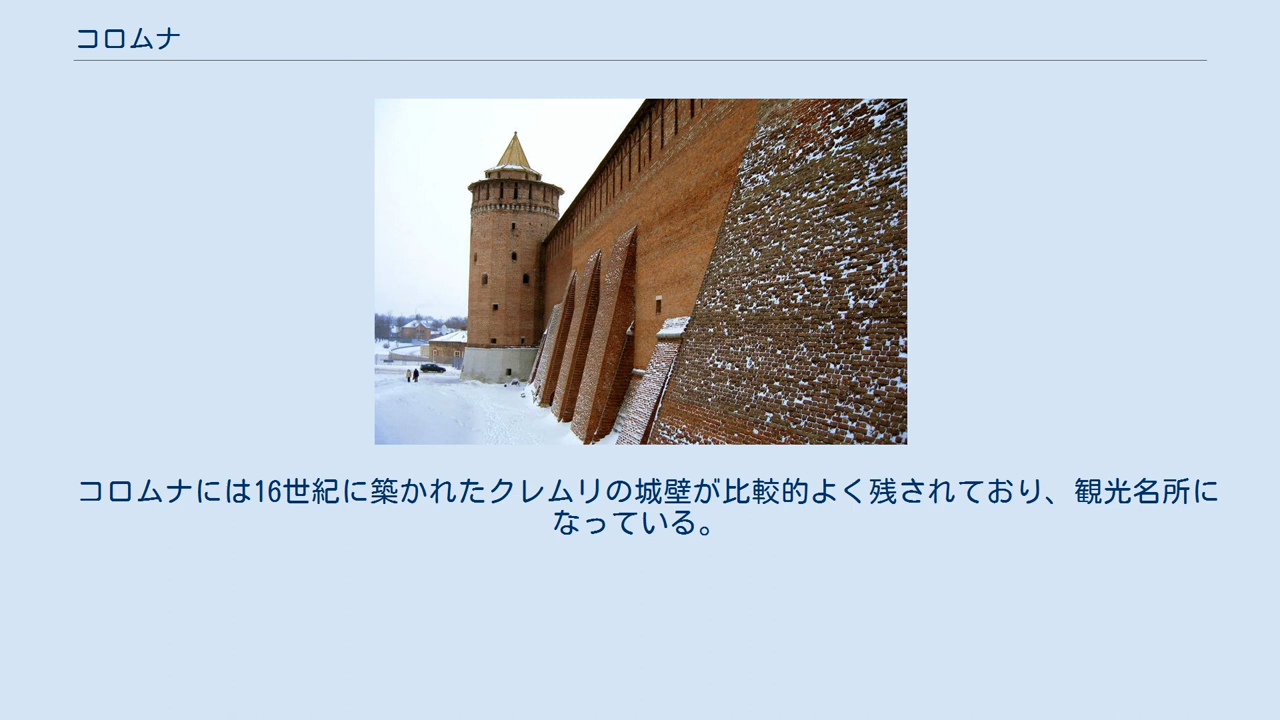 コロムナ
コロムナには16世紀に築かれたクレムリの城壁が比較的よく残されており、観光名所に
なっている。